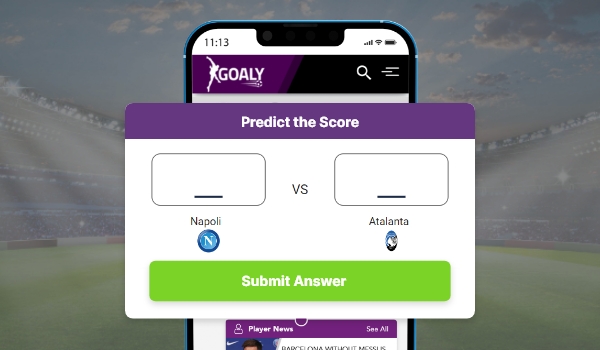 11:13
GOALY
Predict the Score
VS
Napoli
Atalanta
N
Submit Answer
Player News
See All
BARCELONA WITHOUT MESSI IS